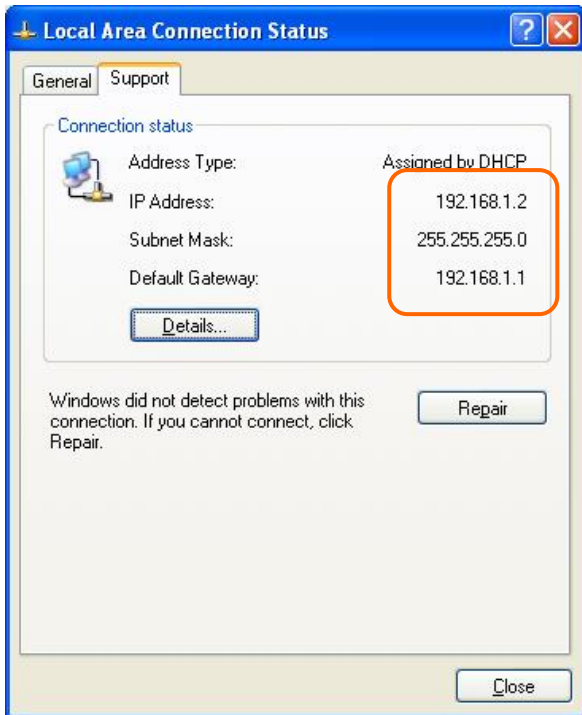 Local Area Connection Status
General Support
Connection status
Address Type: Assigned by DHCP
IP Address: 192.168.1.2
Subnet Mask: 255.255.255.0
Default Gateway: 192.168.1.1
Details...
Windows did not detect problems with this
connection. If you cannot connect, click
Repair.
Repair
Close